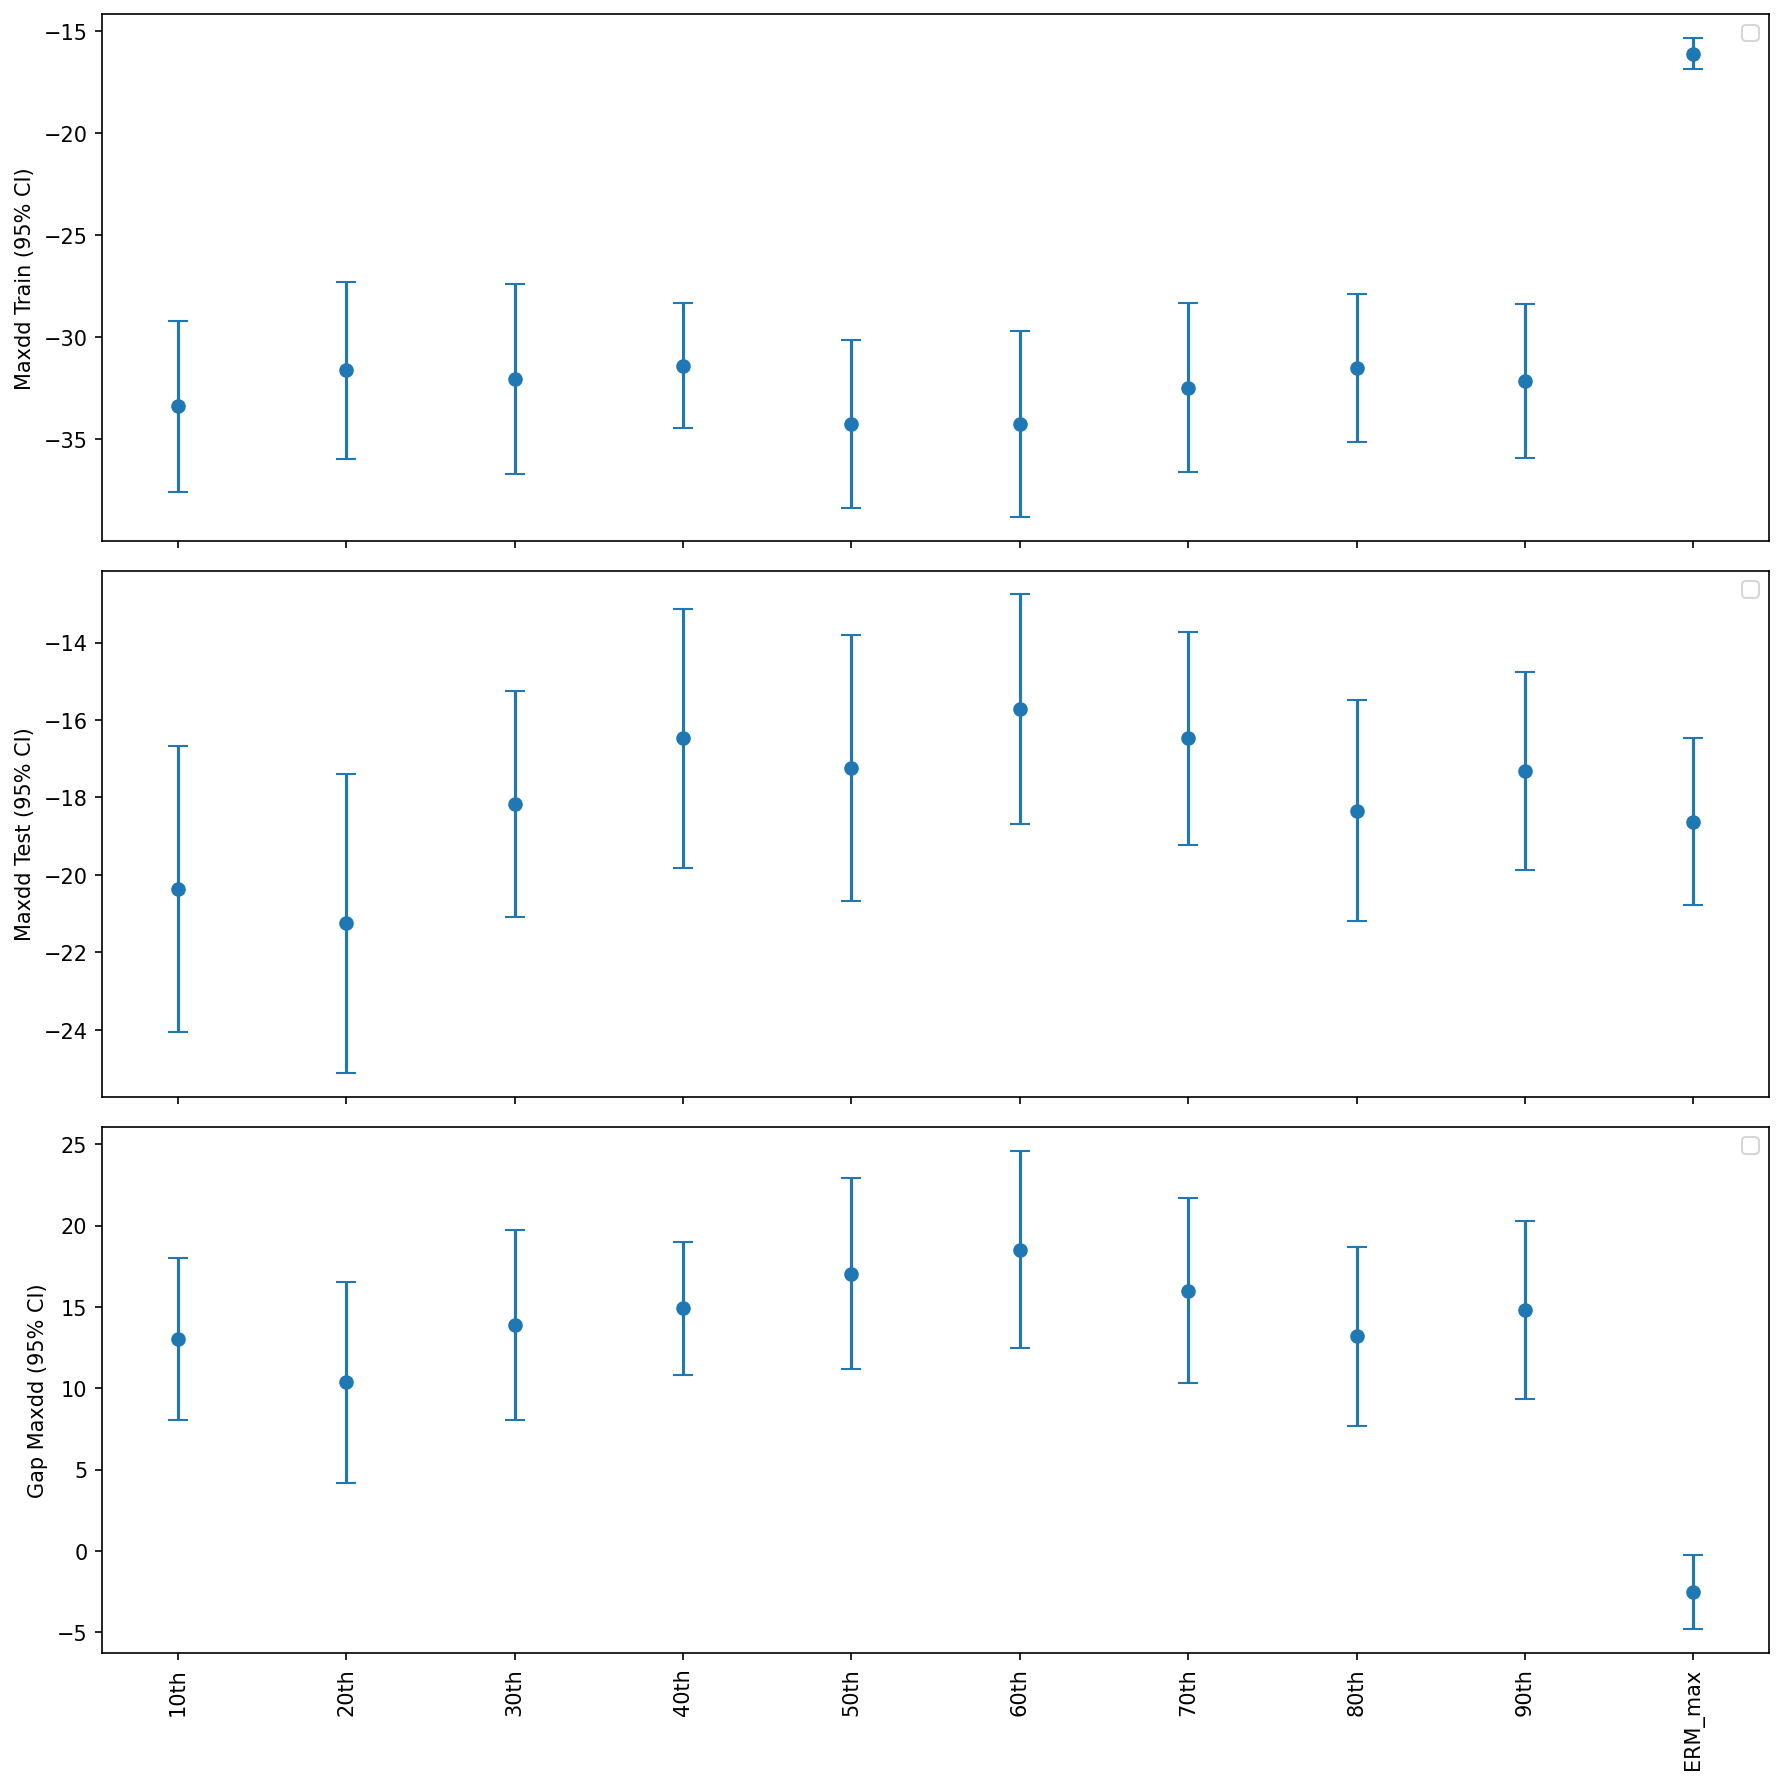 Maxdd Train (95% CI)
−15
−20
−25
−30
−35
Maxdd Test (95% CI)
−14
−16
−18
−20
−22
−24
Gap Maxdd (95% CI)
25
20
15
10
5
0
−5
10th
20th
30th
40th
50th
60th
70th
80th
90th
ERM_max